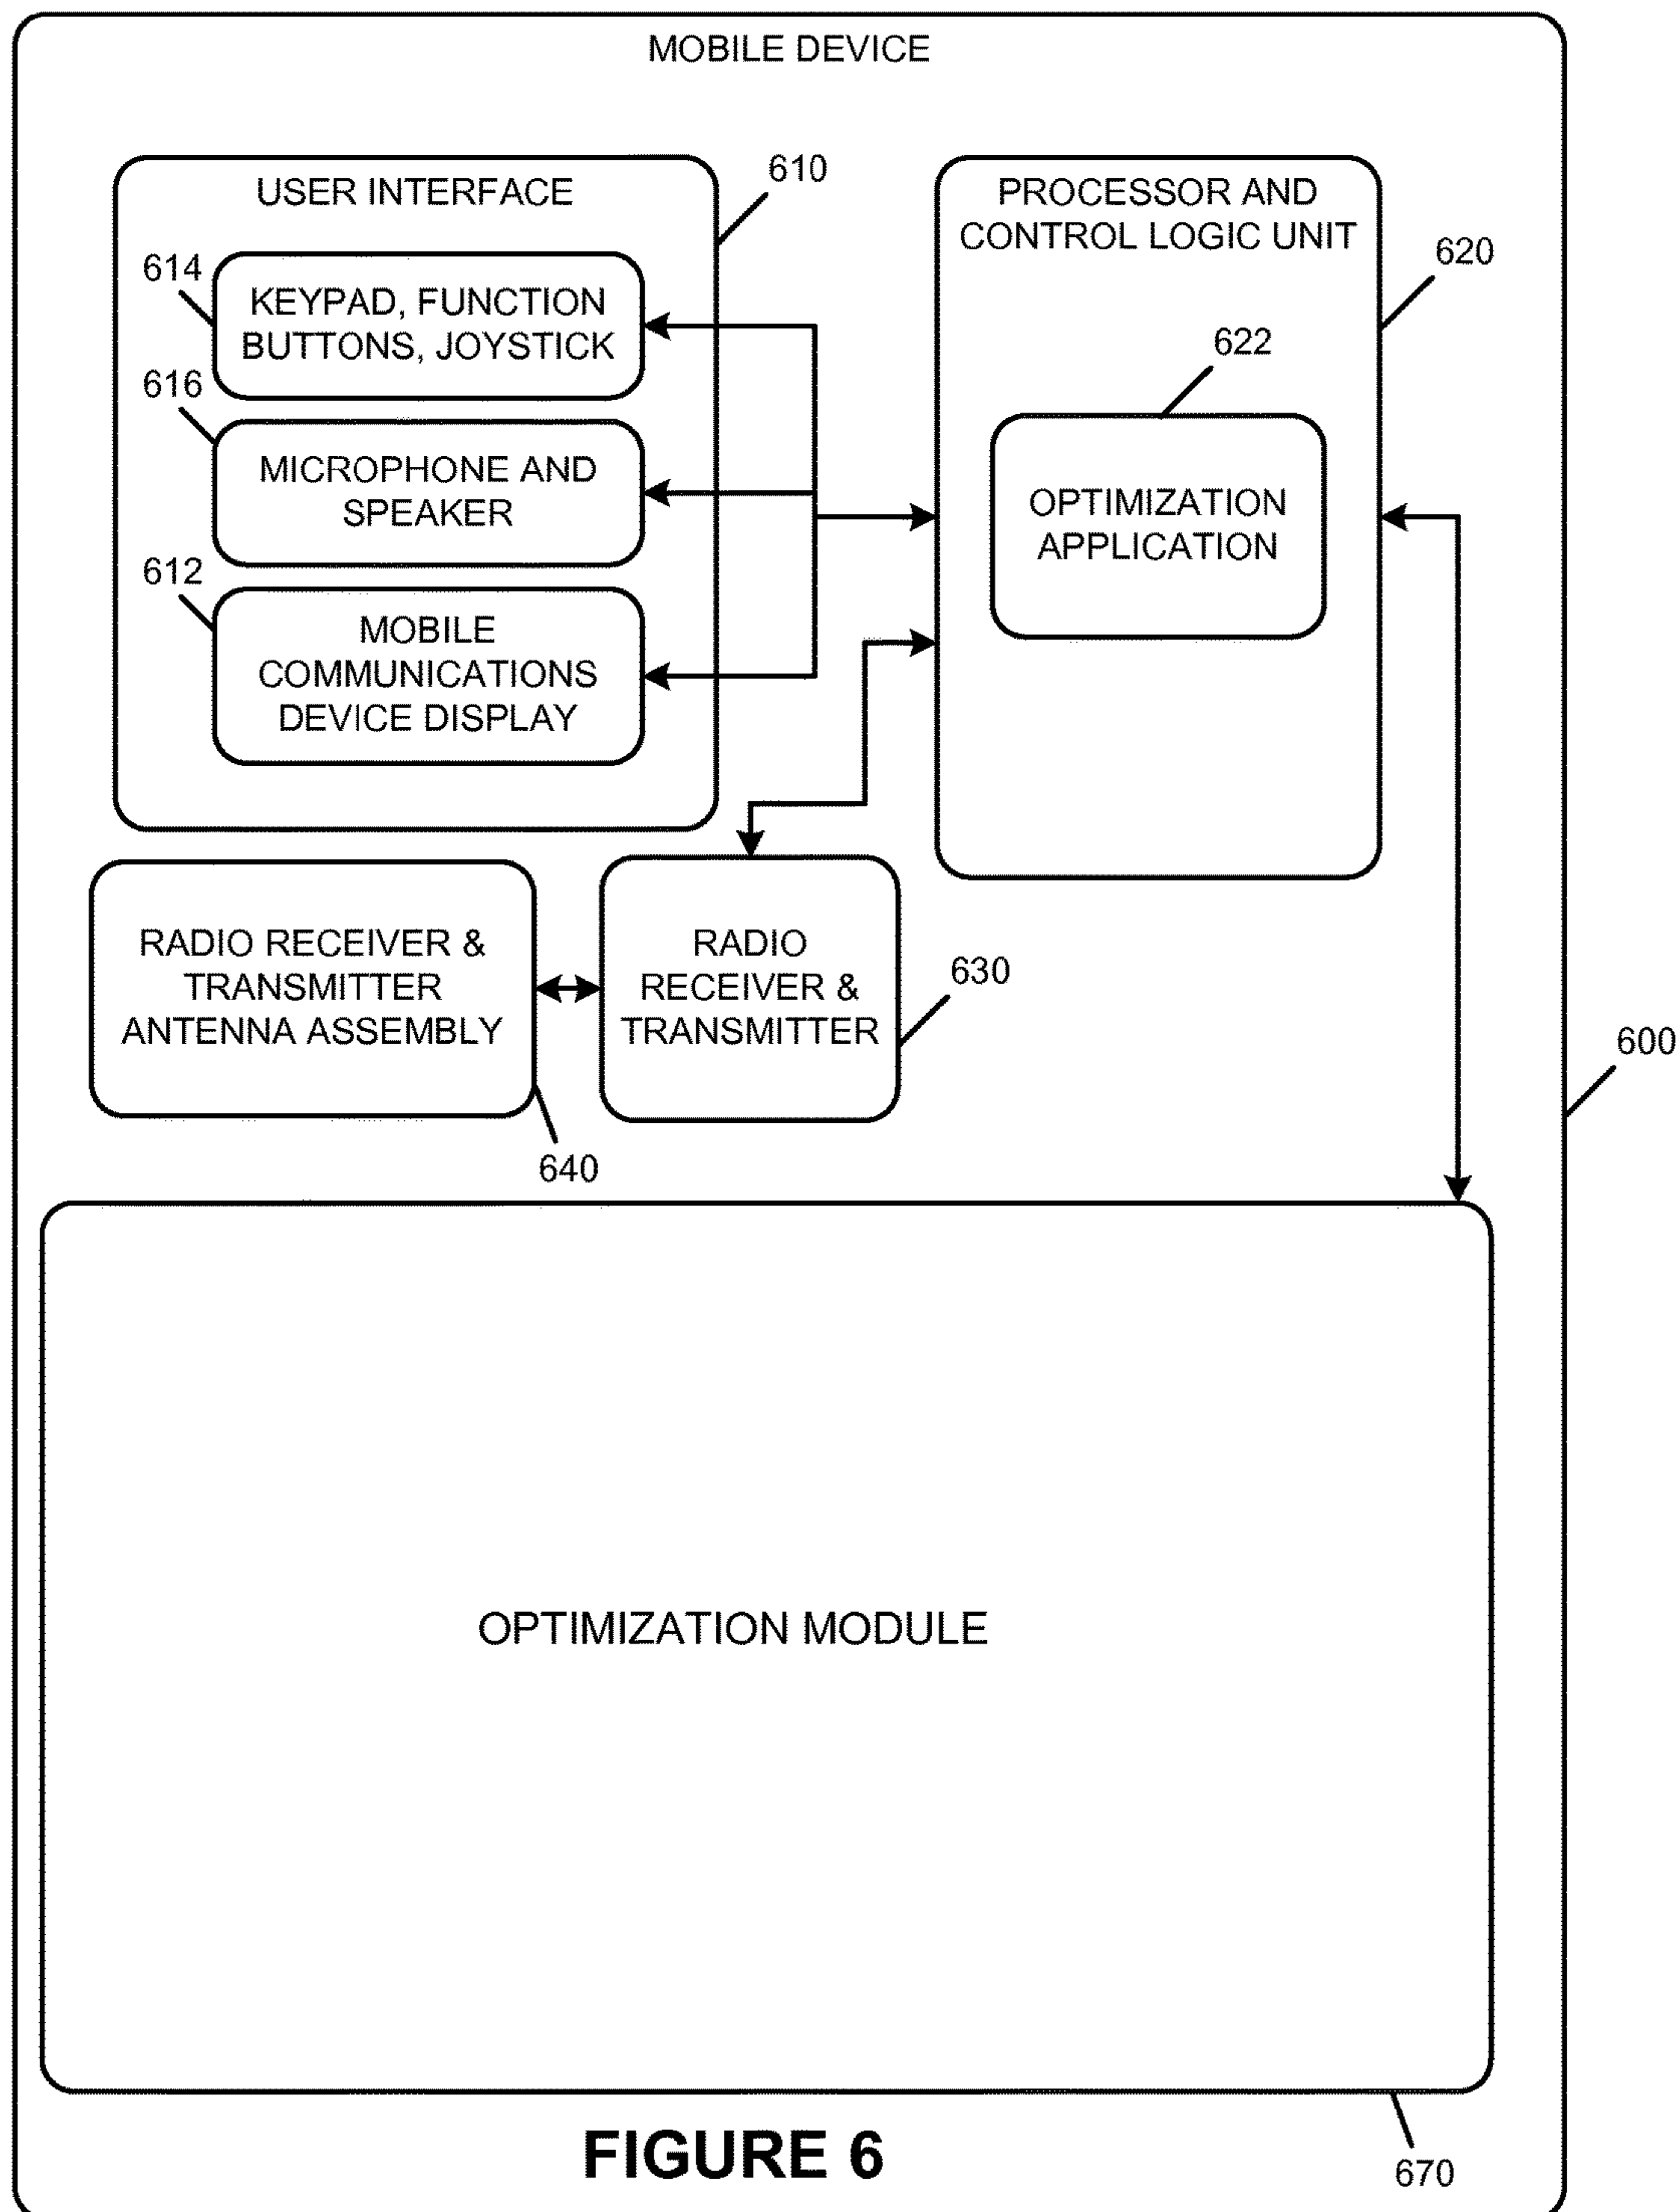 MOBILE DEVICE
USER INTERFACE
610
614
KEYPAD, FUNCTION
BUTTONS, JOYSTICK
616
MICROPHONE AND
SPEAKER
612
MOBILE
COMMUNICATIONS
DEVICE DISPLAY
PROCESSOR AND
CONTROL LOGIC UNIT
620
622
OPTIMIZATION
APPLICATION
RADIO RECEIVER &
TRANSMITTER
ANTENNA ASSEMBLY
640
RADIO
RECEIVER &
TRANSMITTER
630
600
OPTIMIZATION MODULE
670
FIGURE 6